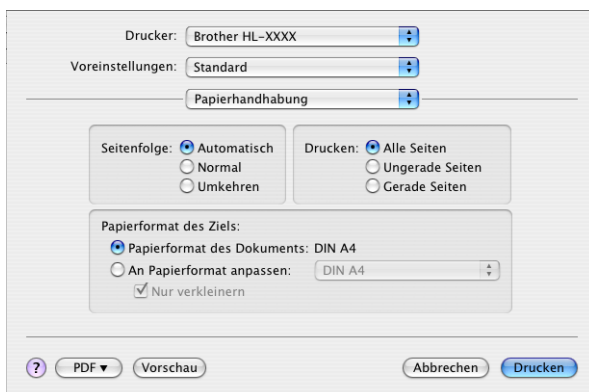 Drucker: Brother HL-XXXX
Voreinstellungen: Standard
Papierhandhabung
Seitenfolge: Automatisch
Normal
Umkehren
Drucken: Alle Seiten
Ungerade Seiten
Gerade Seiten
Papierformat des Ziels:
Papierformat des Dokuments: DIN A4
An Papierformat anpassen: DIN A4
Nur verkleinern
? PDF ▼ Vorschau Abbrechen Drucken